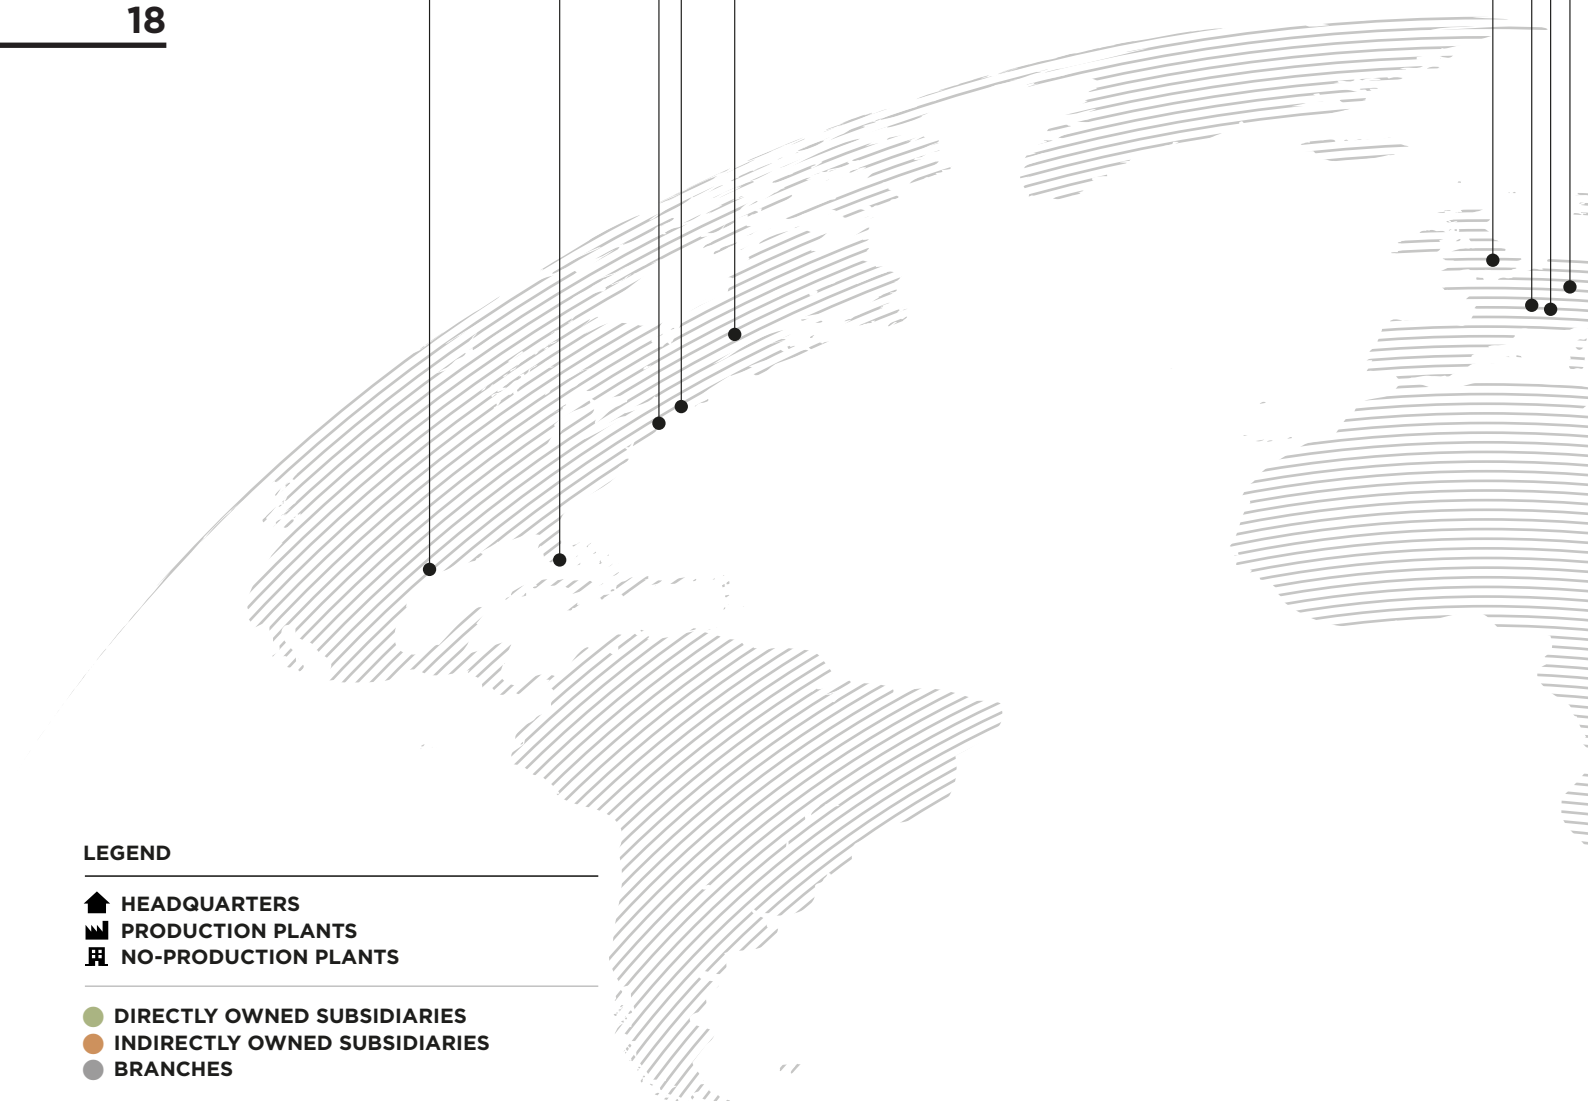 18
LEGEND
HEADQUARTERS
PRODUCTION PLANTS
NO-PRODUCTION PLANTS
DIRECTLY OWNED SUBSIDIARIES
INDIRECTLY OWNED SUBSIDIARIES
BRANCHES